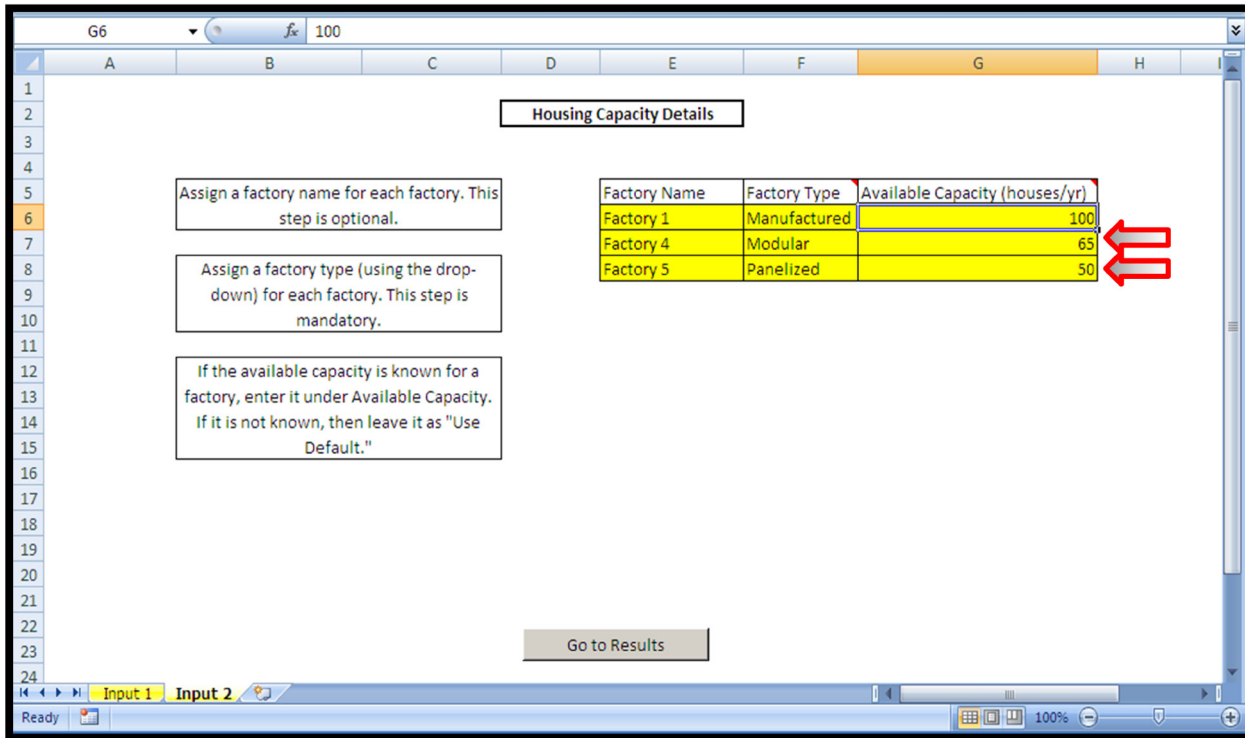 G6 fx 100
A B C D E F G H I
1
2 Housing Capacity Details
3
4
5 Assign a factory name for each factory. This Factory Name Factory Type Available Capacity (houses/yr)
6 step is optional. Factory 1 Manufactured 100
7 Factory 4 Modular 65
8 Assign a factory type (using the drop- Factory 5 Panelized 50
9 down) for each factory. This step is
10 mandatory.
11
12 If the available capacity is known for a
13 factory, enter it under Available Capacity.
14 If it is not known, then leave it as "Use
15 Default."
16
17
18
19
20
21
22
23 Go to Results
24
Input 1 Input 2
Ready 100%